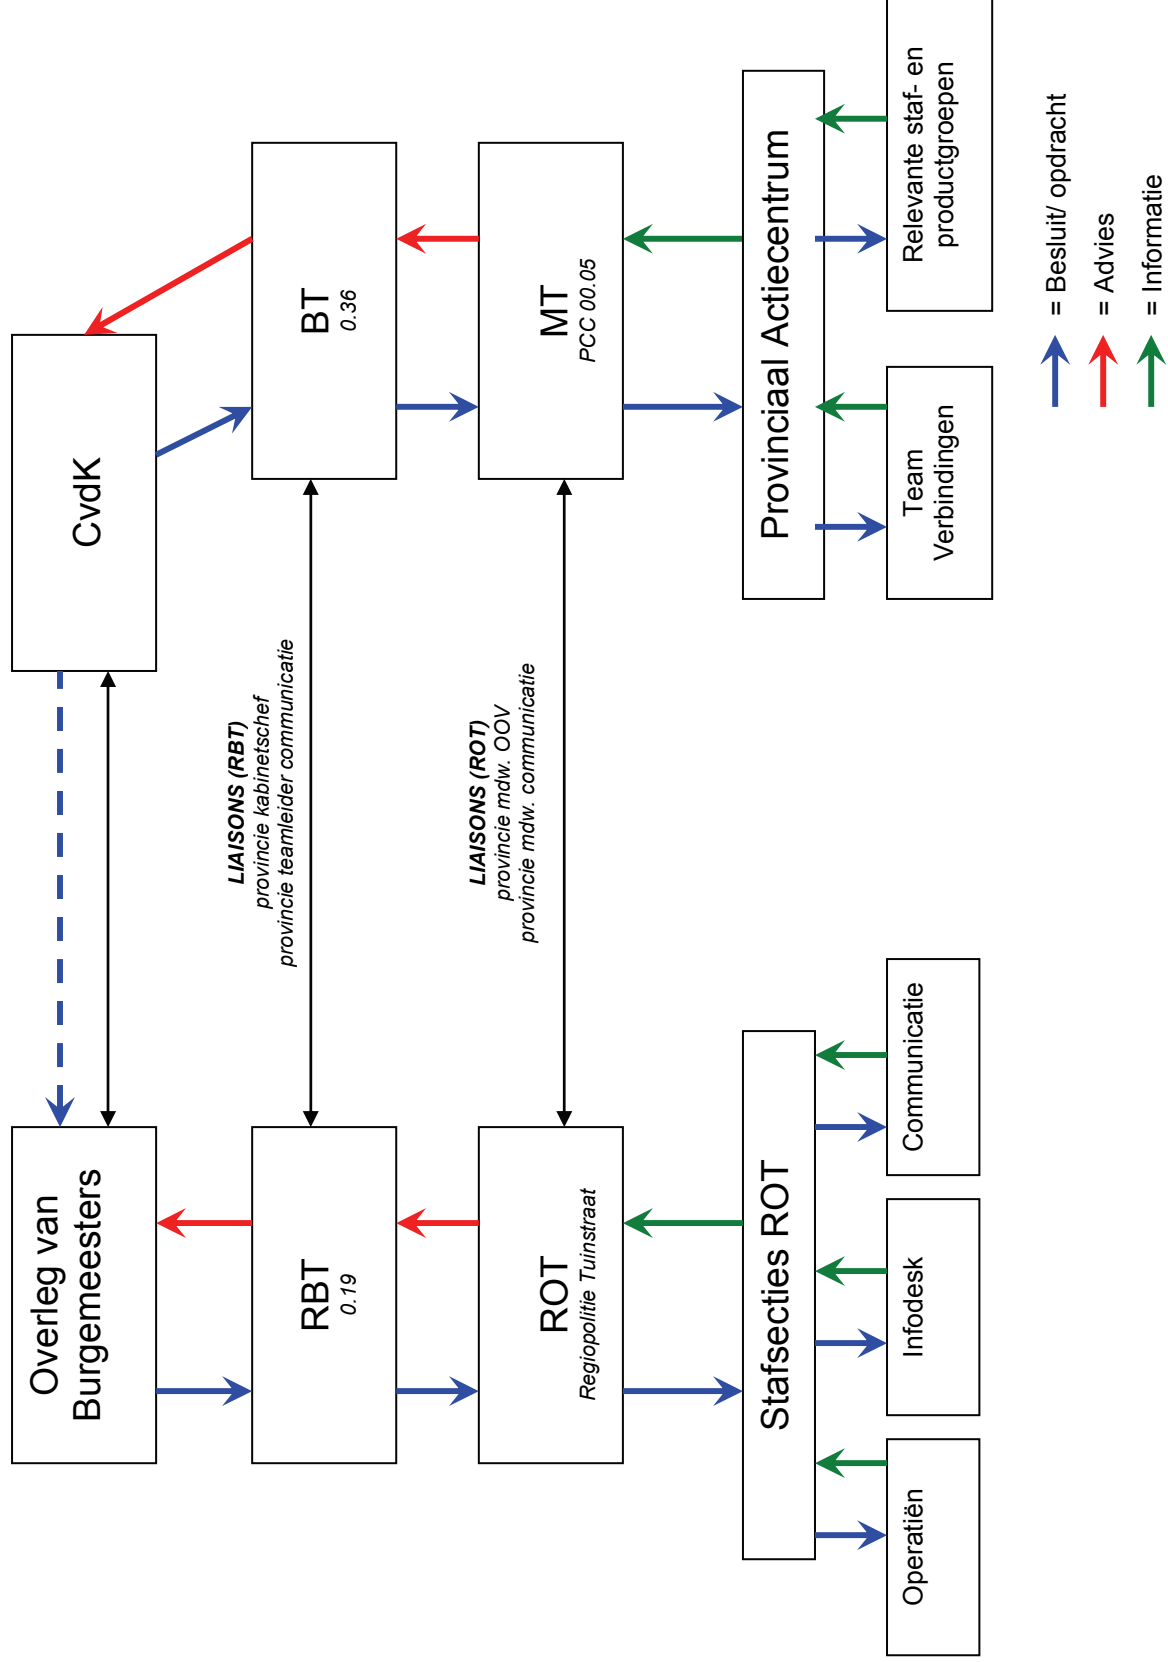 Overleg van
Burgemeesters
CvdK
RBT
0.19
LIAISONS (RBT)
provincie kabinetschef
provincie teamleider communicatie
BT
0.36
ROT
Regiopolitie Tuinstraat
LIAISONS (ROT)
provincie mdw. OOV
provincie mdw. communicatie
MT
PCC 00.05
Stafsecties ROT
Provinciaal Actiecentrum
Operatiën
Infodesk
Communicatie
Team
Verbindingen
Relevante staf- en
productgroepen
= Besluit/ opdracht
= Advies
= Informatie